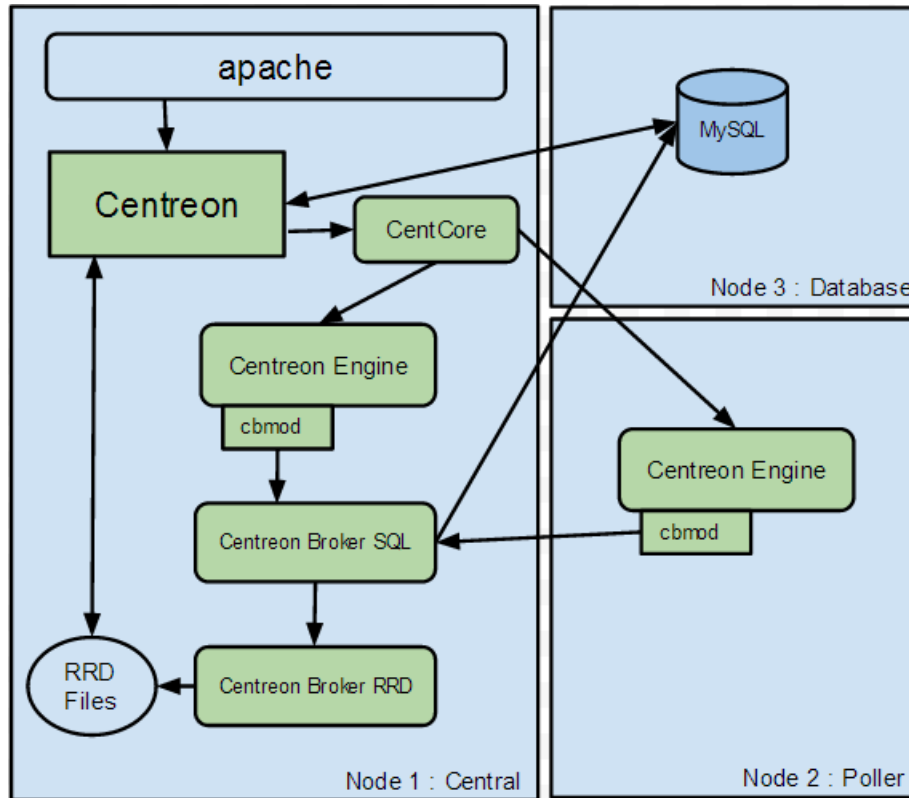 apache
Centreon
CentCore
Centreon Engine
cbmod
Centreon Broker SQL
RRD
Files
Centreon Broker RRD
Node 1 : Central
MySQL
Node 3 : Database
Centreon Engine
cbmod
Node 2 : Poller